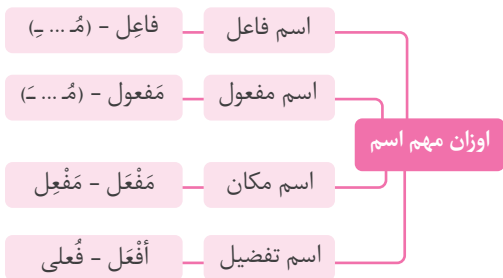 اوزان مهم اسم
اسم فاعل فاعِل – (مُـ ... ـِ)
اسم مفعول مَفعول – (مُـ ... ـَ)
اسم مکان مَفْعَل – مَفْعِل
اسم تفضیل أفْعَل – فُعلی